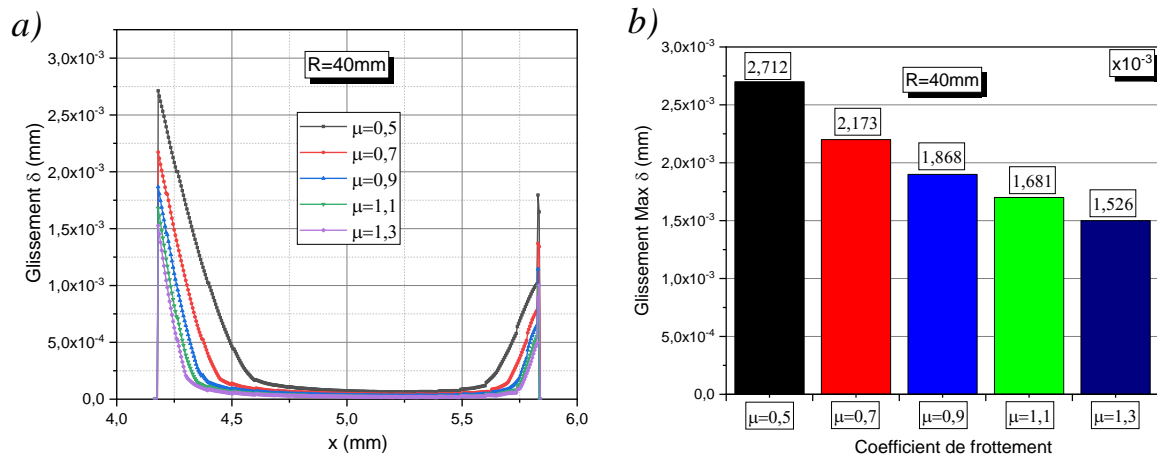 a)
3,0x10⁻³
2,5x10⁻³
2,0x10⁻³
1,5x10⁻³
1,0x10⁻³
5,0x10⁻⁴
0,0
Glissement δ (mm)
R=40mm
μ=0,5
μ=0,7
μ=0,9
μ=1,1
μ=1,3
4,0 4,5 5,0 5,5 6,0
x (mm)
b)
3,0x10⁻³
2,5x10⁻³
2,0x10⁻³
1,5x10⁻³
1,0x10⁻³
5,0x10⁻⁴
0,0
Glissement Max δ (mm)
R=40mm
x10⁻³
2,712
2,173
1,868
1,681
1,526
μ=0,5 μ=0,7 μ=0,9 μ=1,1 μ=1,3
Coefficient de frottement